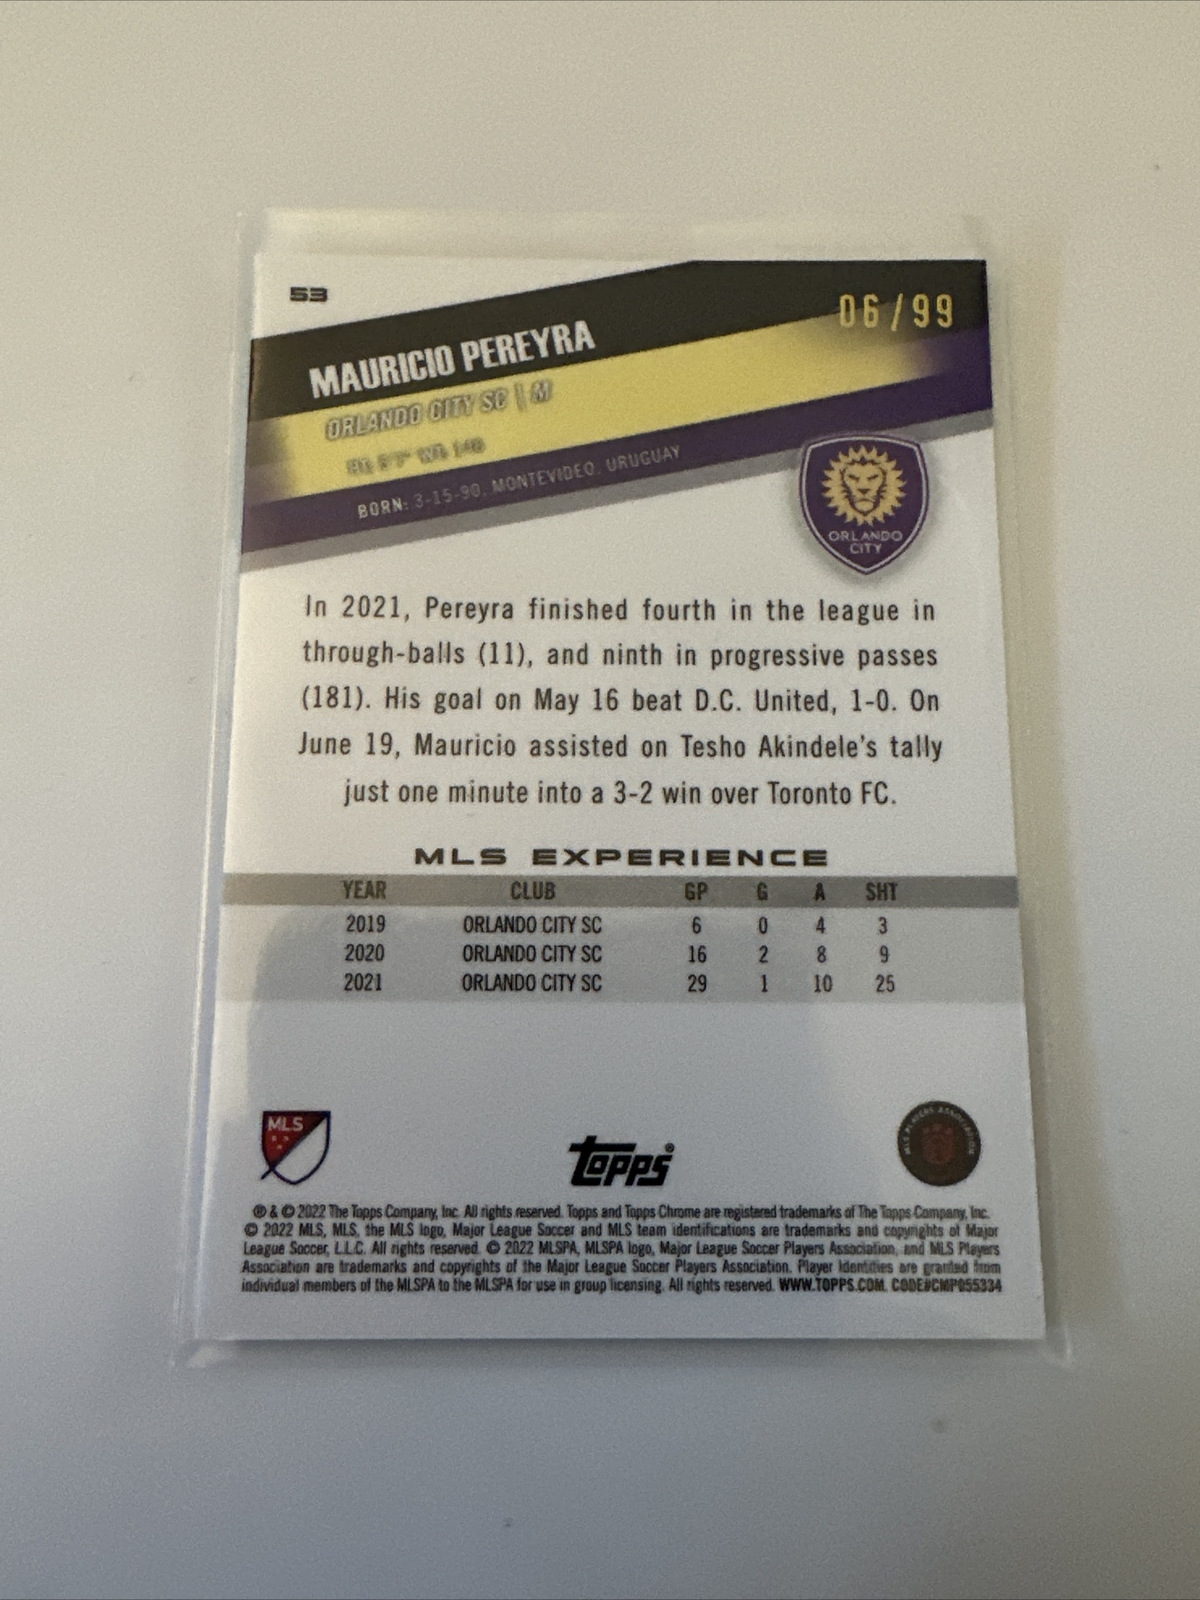 53
06/99
MAURICIO PEREYRA
ORLANDO CITY SC | M
BORN: 3-15-90, MONTEVIDEO, URUGUAY
ORLANDO
CITY
In 2021, Pereyra finished fourth in the league in
through-balls (11), and ninth in progressive passes
(181). His goal on May 16 beat D.C. United, 1-0. On
June 19, Mauricio assisted on Tesho Akindele's tally
just one minute into a 3-2 win over Toronto FC.
MLS EXPERIENCE
YEAR CLUB GP G A SHT
2019 ORLANDO CITY SC 6 0 4 3
2020 ORLANDO CITY SC 16 2 8 9
2021 ORLANDO CITY SC 29 1 10 25
MLS
Topps®
MLS PLAYERS ASSOCIATION
® & © 2022 The Topps Company, Inc. All rights reserved. Topps and Topps Chrome are registered trademarks of The Topps Company, Inc.
© 2022 MLS, MLS, the MLS logo, Major League Soccer and MLS team identifications are trademarks and copyrights of Major
League Soccer, L.L.C. All rights reserved. © 2022 MLSPA, MLSPA logo, Major League Soccer Players Association, and MLS Players
Association are trademarks and copyrights of the Major League Soccer Players Association. Player Identities are granted from
individual members of the MLSPA to the MLSPA for use in group licensing. All rights reserved. WWW.TOPPS.COM. CODE#CMP055334